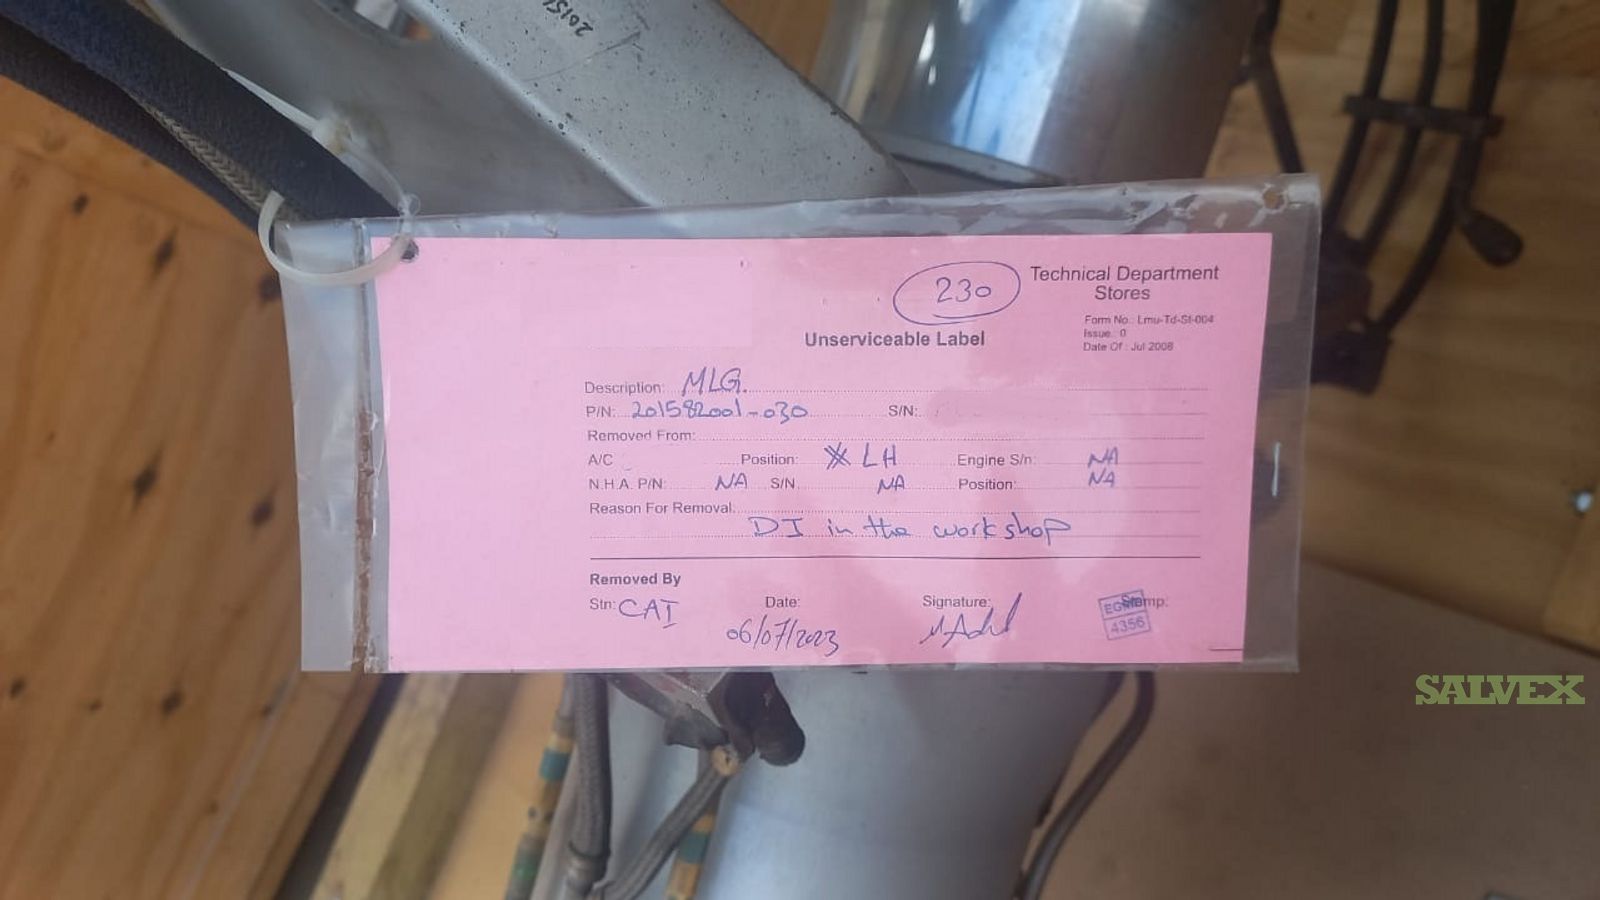 20151
230
Technical Department
Stores
Form No.: Lmu-Td-St-004
Issue.: 0
Date Of : Jul 2008
Unserviceable Label
Description: MLG.
P/N: 201582001-030 S/N:
Removed From:
A/C Position: LH Engine S/n: NA
N.H.A. P/N: NA S/N NA Position: NA
Reason For Removal:
DI in the workshop
Removed By
Stn: CAI Date: Signature: Stamp:
06/07/2023
4356
SALVEX